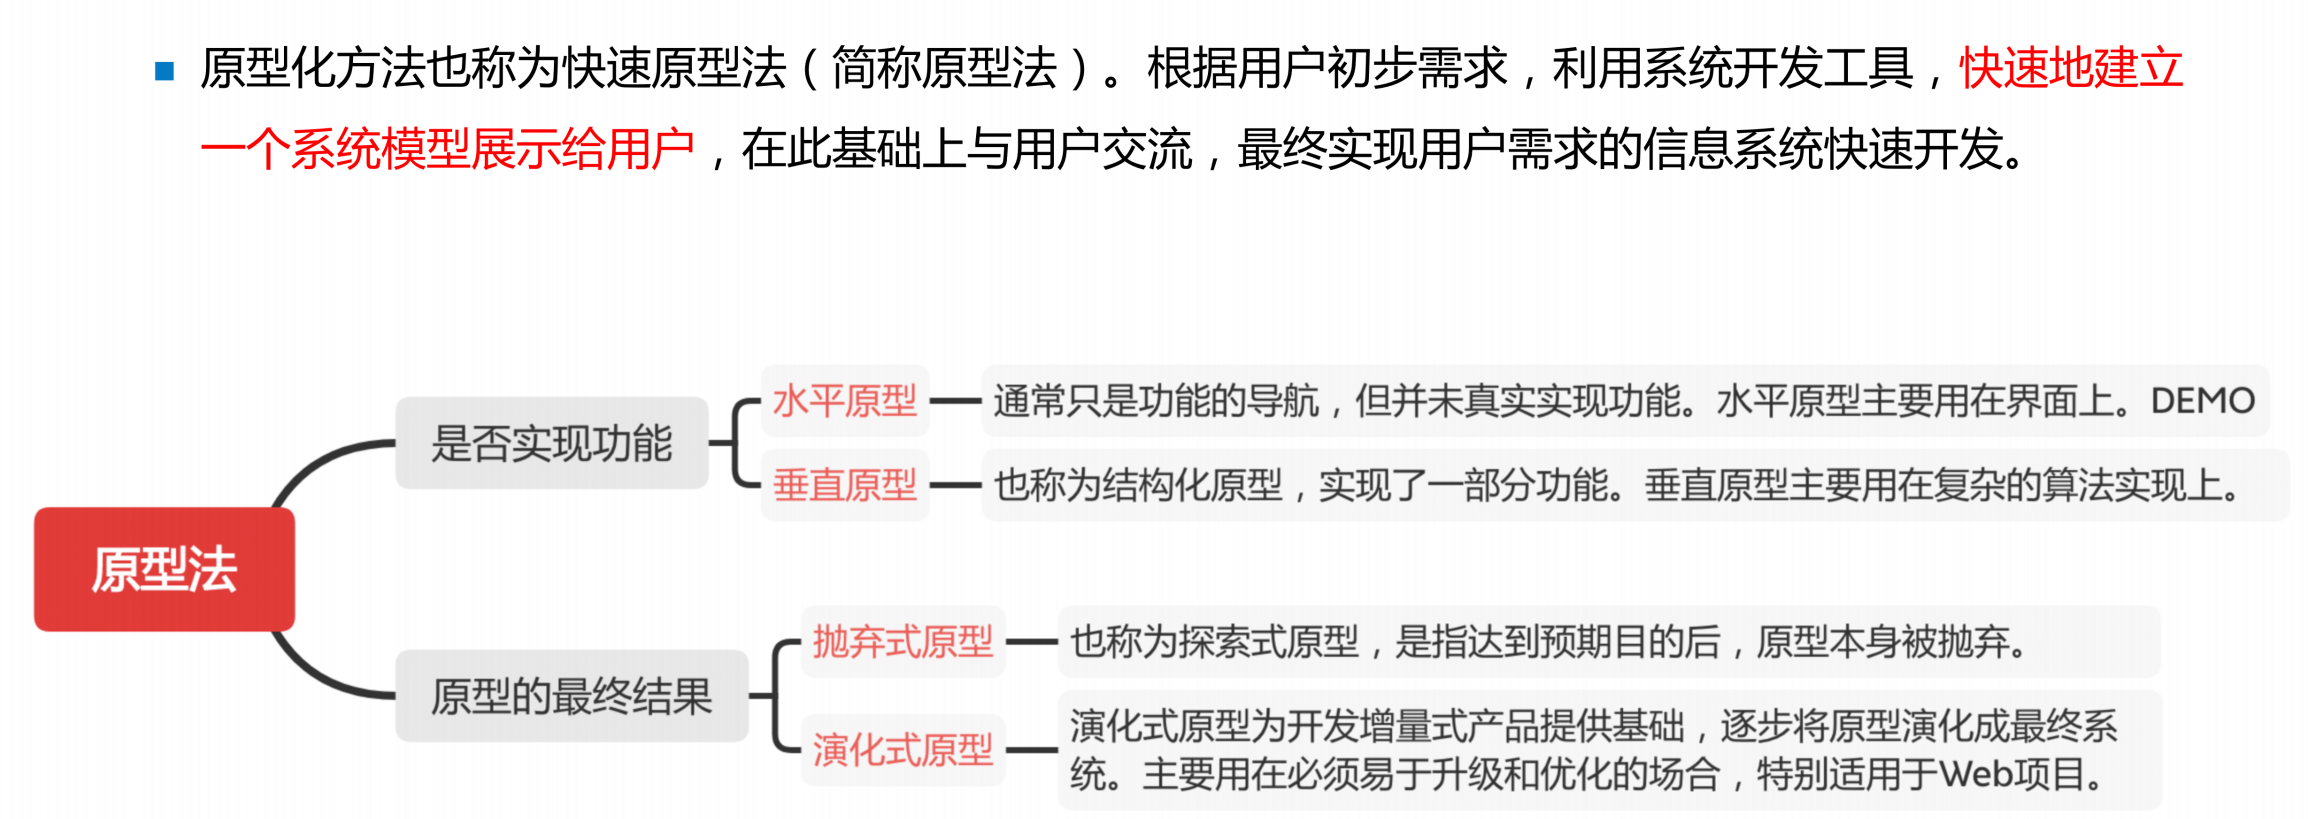 原型化方法也称为快速原型法（简称原型法）。根据用户初步需求，利用系统开发工具，快速地建立
一个系统模型展示给用户，在此基础上与用户交流，最终实现用户需求的信息系统快速开发。
原型法
是否实现功能
水平原型
通常只是功能的导航，但并未真实实现功能。水平原型主要用在界面上。DEMO
垂直原型
也称为结构化原型，实现了一部分功能。垂直原型主要用在复杂的算法实现上。
原型的最终结果
抛弃式原型
也称为探索式原型，是指达到预期目的后，原型本身被抛弃。
演化式原型
演化式原型为开发增量式产品提供基础，逐步将原型演化成最终系
统。主要用在必须易于升级和优化的场合，特别适用于Web项目。